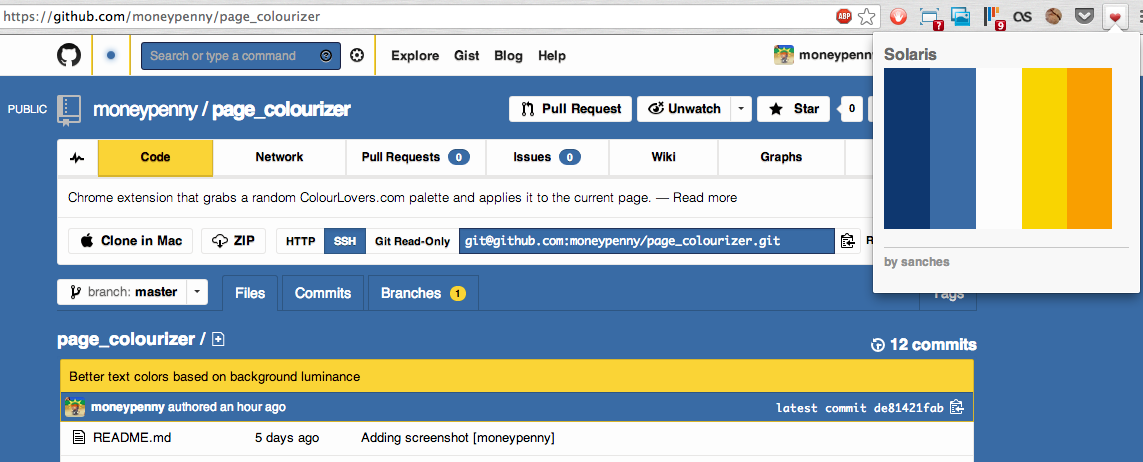 https://github.com/moneypenny/page_colourizer
ABP
7
9
as
Search or type a command
Explore Gist Blog Help
moneypenny
Solaris
by sanches
PUBLIC
moneypenny / page_colourizer
Pull Request
Unwatch
Star
0
Code
Network
Pull Requests 0
Issues 0
Wiki
Graphs
Chrome extension that grabs a random ColourLovers.com palette and applies it to the current page. — Read more
Clone in Mac
ZIP
HTTP
SSH
Git Read-Only
git@github.com:moneypenny/page_colourizer.git
branch: master
Files
Commits
Branches 1
Tags
page_colourizer /
12 commits
Better text colors based on background luminance
moneypenny authored an hour ago
latest commit de81421fab
README.md 5 days ago Adding screenshot [moneypenny]